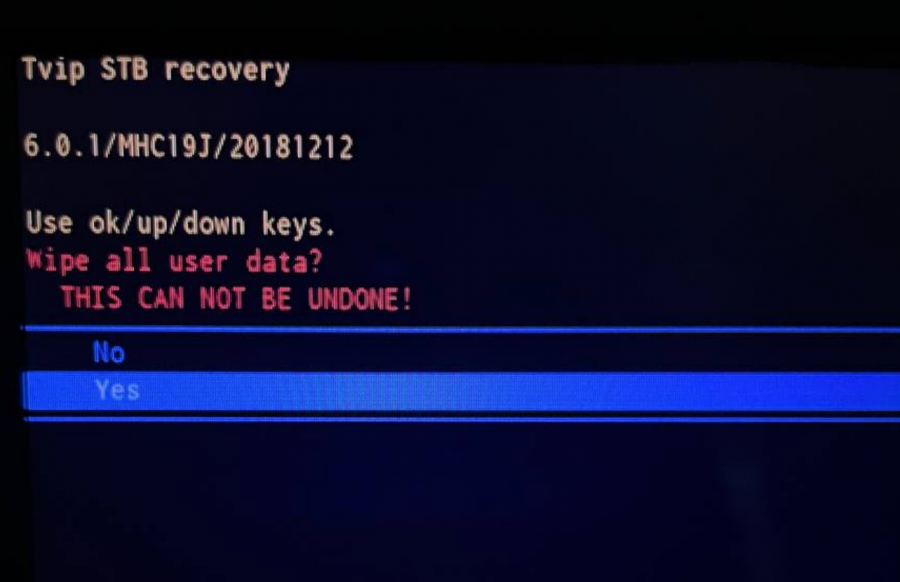 Tvip STB recovery
6.0.1/MHC19J/20181212
Use ok/up/down keys.
Wipe all user data?
THIS CAN NOT BE UNDONE!
No
Yes